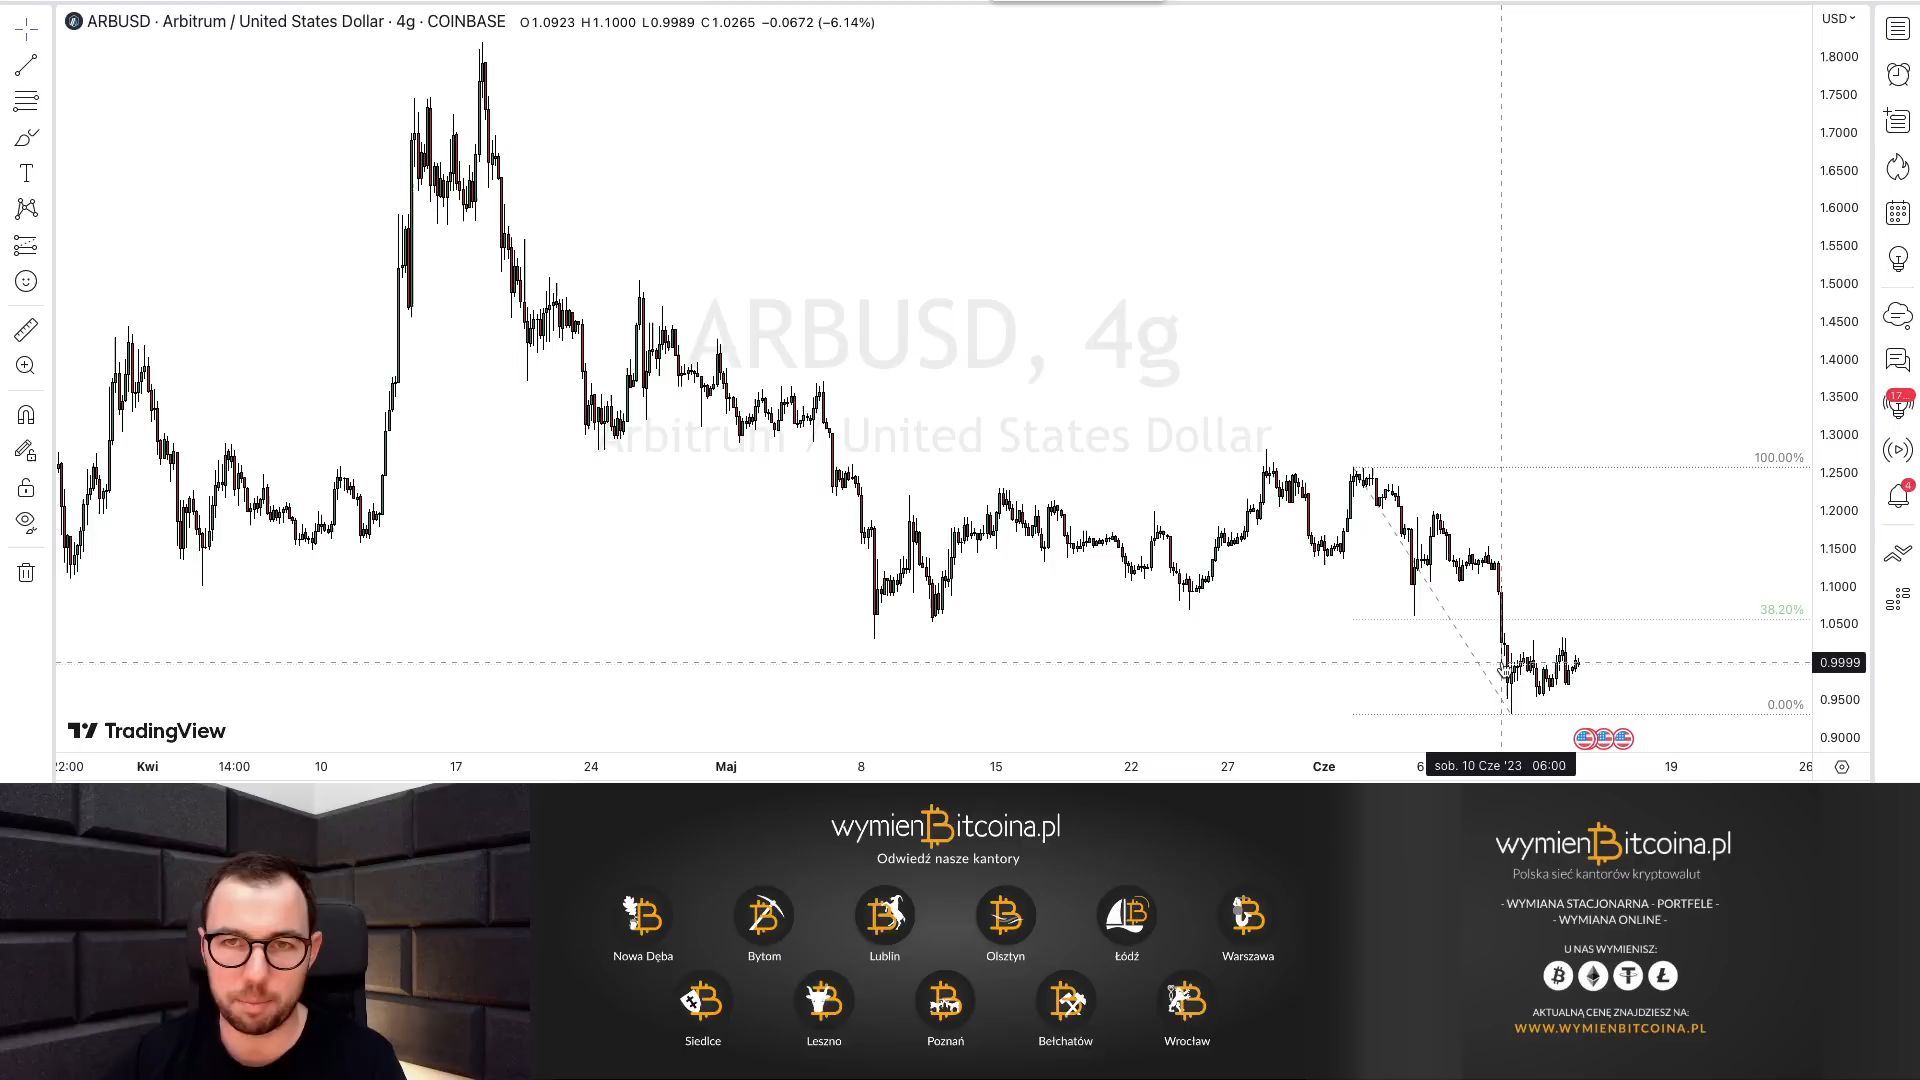 ARBUSD · Arbitrum / United States Dollar · 4g · COINBASE O1.0923 H1.1000 L0.9989 C1.0265 −0.0672 (−6.14%)
USD
1.8000
1.7500
1.7000
1.6500
1.6000
1.5500
1.5000
1.4500
1.4000
1.3500
1.3000
1.2500
1.2000
1.1500
1.1000
1.0500
0.9999
0.9500
0.9000
ARBUSD, 4g
Arbitrum / United States Dollar
100.00%
38.20%
0.00%
17...
4
TradingView
22:00 Kwi 14:00 10 17 24 Maj 8 15 22 27 Cze 6 sob. 10 Cze '23 06:00 19 26
wymienBitcoina.pl
Odwiedź nasze kantory
Nowa Dęba Bytom Lublin Olsztyn Łódź Warszawa
Siedlce Leszno Poznań Bełchatów Wrocław
wymienBitcoina.pl
Polska sieć kantorów kryptowalut
- WYMIANA STACJONARNA - PORTFELE -
- WYMIANA ONLINE -
U NAS WYMIENISZ:
AKTUALNĄ CENĘ ZNAJDZIESZ NA:
WWW.WYMIENBITCOINA.PL